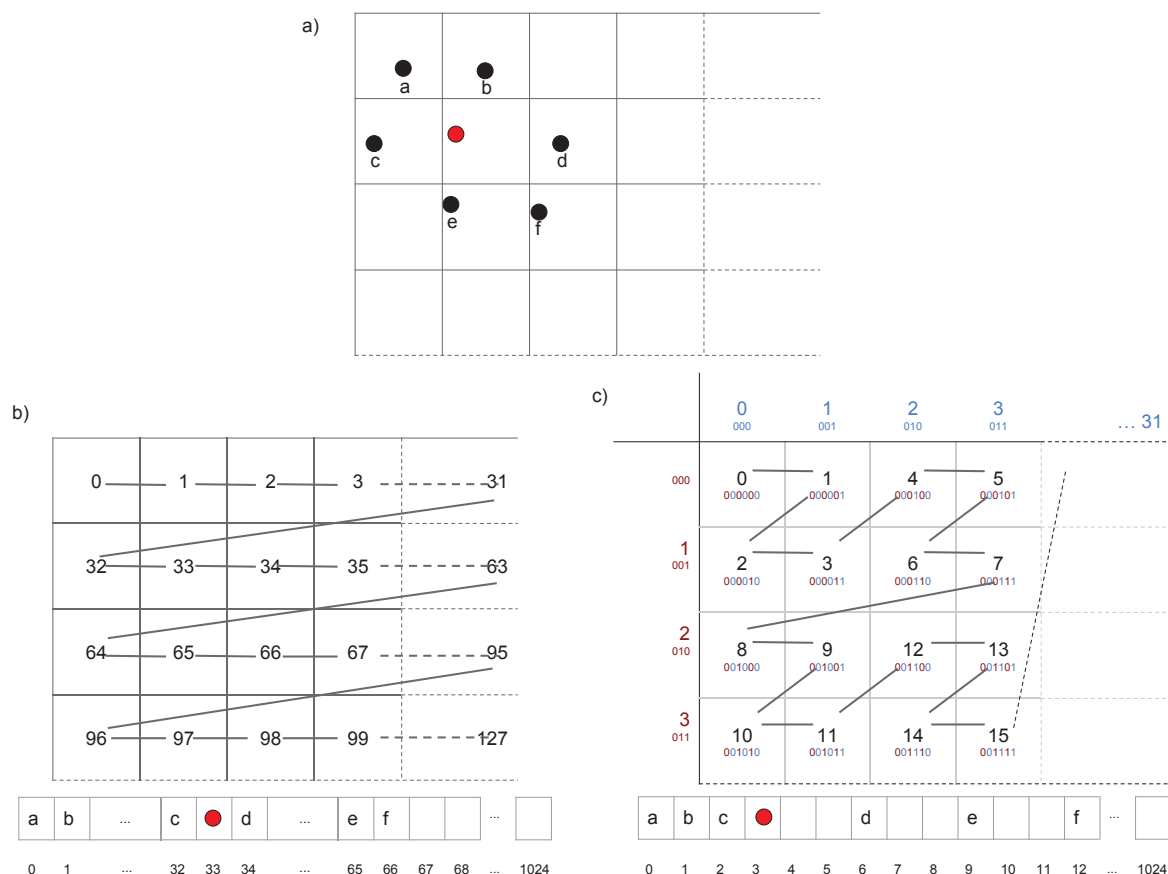 a)
a b
c d
e f
b)
0 1 2 3 31
32 33 34 35 63
64 65 66 67 95
96 97 98 99 127
a b ... c d ... e f ...
0 1 ... 32 33 34 ... 65 66 67 68 ... 1024
c)
0 1 2 3 ... 31
000 001 010 011
0 1 4 5
000 000000 000001 000100 000101
1 2 3 6 7
001 000010 000011 000110 000111
2 8 9 12 13
010 001000 001001 001100 001101
3 10 11 14 15
011 001010 001011 001110 001111
a b c d e f ...
0 1 2 3 4 5 6 7 8 9 10 11 12 ... 1024